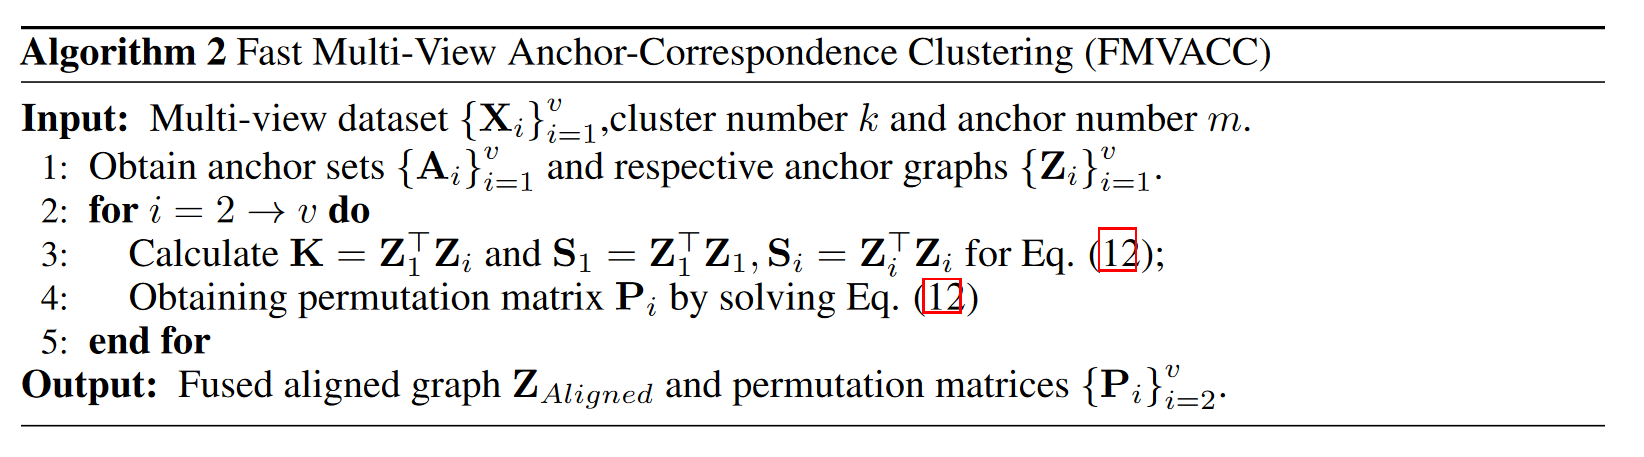 Algorithm 2 Fast Multi-View Anchor-Correspondence Clustering (FMVACC)
Input: Multi-view dataset $\{\mathbf{X}_i\}_{i=1}^{v}$,cluster number $k$ and anchor number $m$.
1: Obtain anchor sets $\{\mathbf{A}_i\}_{i=1}^{v}$ and respective anchor graphs $\{\mathbf{Z}_i\}_{i=1}^{v}$.
2: for $i = 2 \rightarrow v$ do
3: Calculate $\mathbf{K} = \mathbf{Z}_1^{\top}\mathbf{Z}_i$ and $\mathbf{S}_1 = \mathbf{Z}_1^{\top}\mathbf{Z}_1, \mathbf{S}_i = \mathbf{Z}_i^{\top}\mathbf{Z}_i$ for Eq. (12);
4: Obtaining permutation matrix $\mathbf{P}_i$ by solving Eq. (12)
5: end for
Output: Fused aligned graph $\mathbf{Z}_{Aligned}$ and permutation matrices $\{\mathbf{P}_i\}_{i=2}^{v}$.